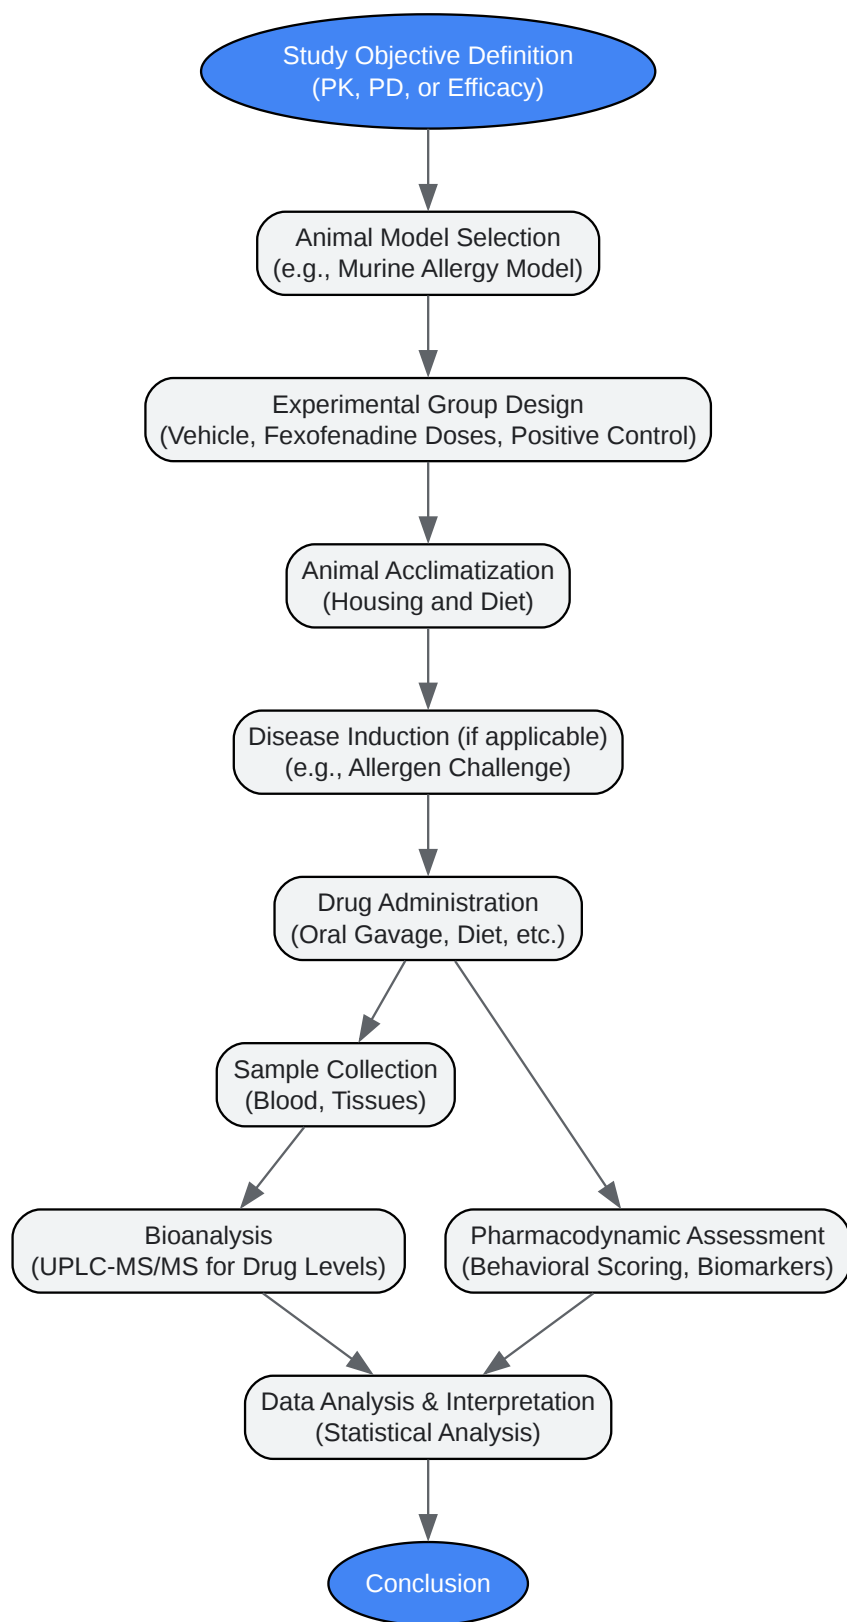 Study Objective Definition
(PK, PD, or Efficacy)
Animal Model Selection
(e.g., Murine Allergy Model)
Experimental Group Design
(Vehicle, Fexofenadine Doses, Positive Control)
Animal Acclimatization
(Housing and Diet)
Disease Induction (if applicable)
(e.g., Allergen Challenge)
Drug Administration
(Oral Gavage, Diet, etc.)
Sample Collection
(Blood, Tissues)
Bioanalysis
(UPLC-MS/MS for Drug Levels)
Pharmacodynamic Assessment
(Behavioral Scoring, Biomarkers)
Data Analysis & Interpretation
(Statistical Analysis)
Conclusion